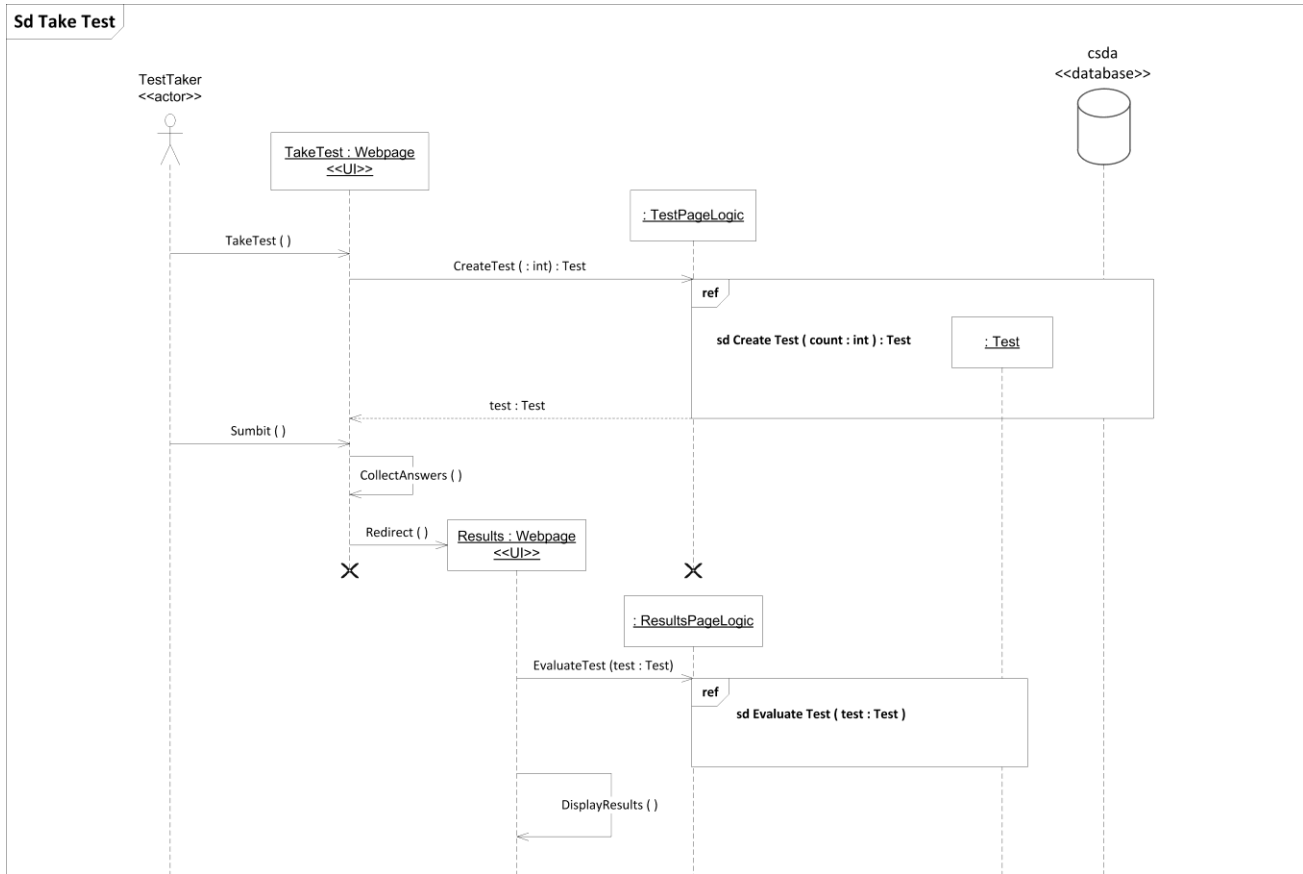 Sd Take Test
csda
<<database>>
TestTaker
<<actor>>
TakeTest : Webpage
<<UI>>
: TestPageLogic
TakeTest ( )
CreateTest ( : int) : Test
ref
sd Create Test ( count : int ) : Test
: Test
test : Test
Sumbit ( )
CollectAnswers ( )
Redirect ( )
Results : Webpage
<<UI>>
: ResultsPageLogic
EvaluateTest (test : Test)
ref
sd Evaluate Test ( test : Test )
DisplayResults ( )